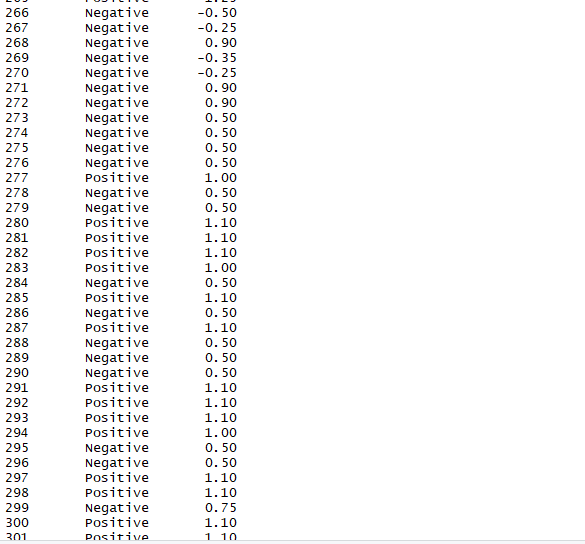 266 Negative -0.50
267 Negative -0.25
268 Negative 0.90
269 Negative -0.35
270 Negative -0.25
271 Negative 0.90
272 Negative 0.90
273 Negative 0.50
274 Negative 0.50
275 Negative 0.50
276 Negative 0.50
277 Positive 1.00
278 Negative 0.50
279 Negative 0.50
280 Positive 1.10
281 Positive 1.10
282 Positive 1.10
283 Positive 1.00
284 Negative 0.50
285 Positive 1.10
286 Negative 0.50
287 Positive 1.10
288 Negative 0.50
289 Negative 0.50
290 Negative 0.50
291 Positive 1.10
292 Positive 1.10
293 Positive 1.10
294 Positive 1.00
295 Negative 0.50
296 Negative 0.50
297 Positive 1.10
298 Positive 1.10
299 Negative 0.75
300 Positive 1.10
301 Positive 1.10